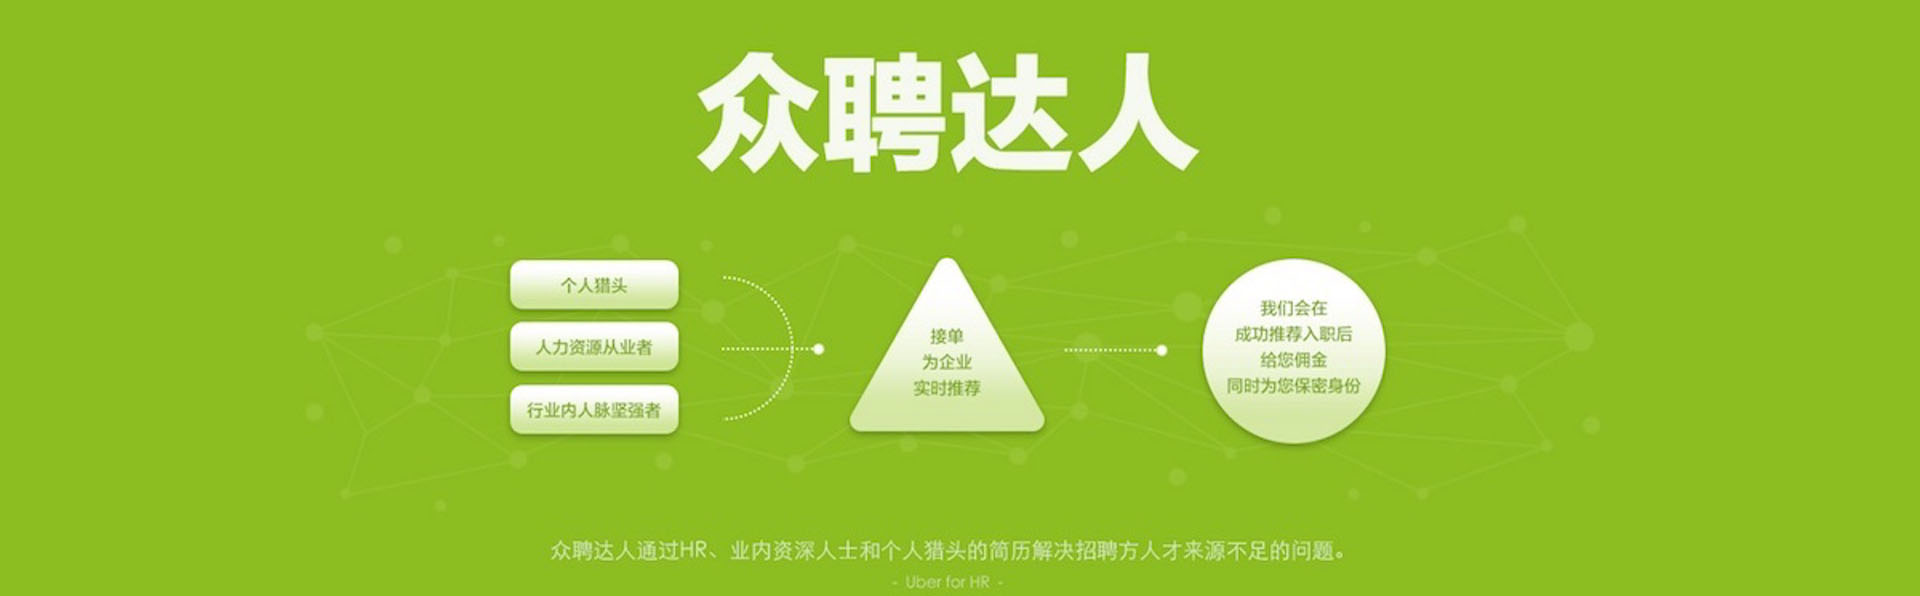 众聘达人
个人猎头
人力资源从业者
行业内人脉坚强者
接单
为企业
实时推荐
我们会在
成功推荐入职后
给您佣金
同时为您保密身份
众聘达人通过HR、业内资深人士和个人猎头的简历解决招聘方人才来源不足的问题。
- Uber for HR -